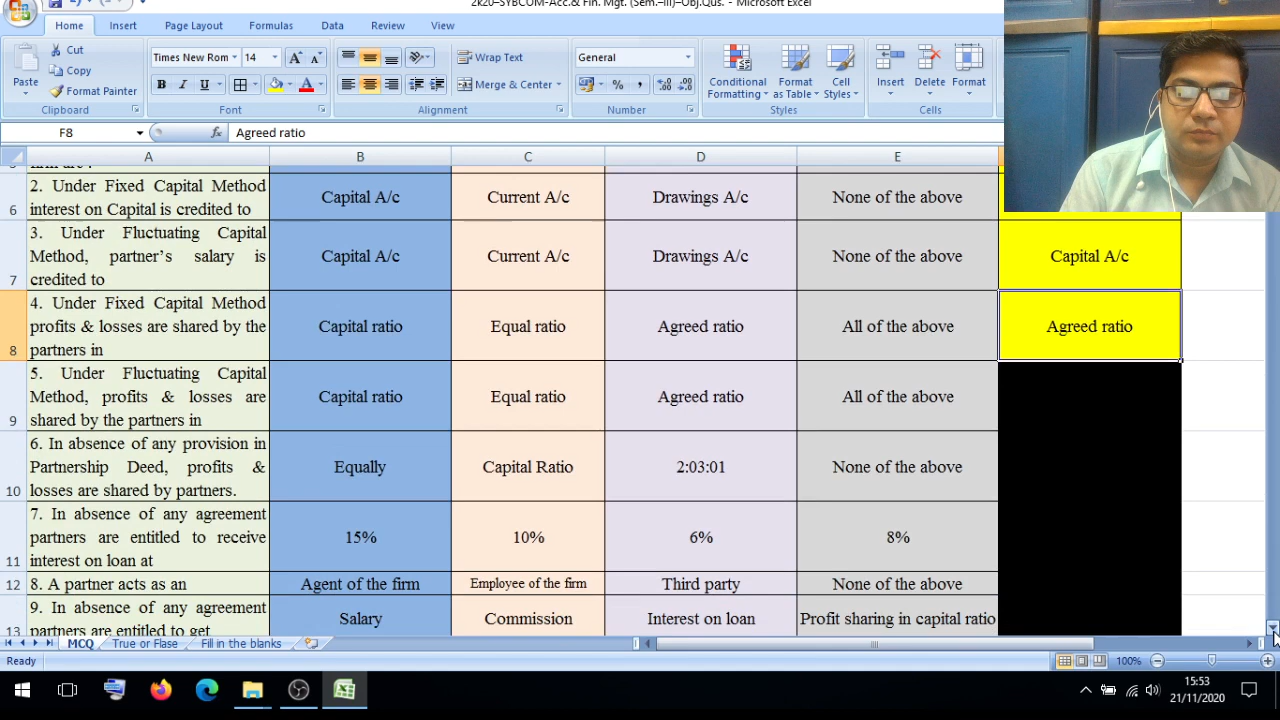 2k20–SYBCOM-Acc.& Fin. Mgt. (Sem.–III)–Obj.Qus. - Microsoft Excel
Home Insert Page Layout Formulas Data Review View
Paste
Cut
Copy
Format Painter
Clipboard
Times New Rom 14
B I U
Font
Wrap Text
Merge & Center
Alignment
General
% ,
Number
Conditional Formatting
Format as Table
Cell Styles
Styles
Insert Delete Format
Cells
F8 fx Agreed ratio
A B C D E
6 2. Under Fixed Capital Method interest on Capital is credited to Capital A/c Current A/c Drawings A/c None of the above
7 3. Under Fluctuating Capital Method, partner's salary is credited to Capital A/c Current A/c Drawings A/c None of the above Capital A/c
8 4. Under Fixed Capital Method profits & losses are shared by the partners in Capital ratio Equal ratio Agreed ratio All of the above Agreed ratio
9 5. Under Fluctuating Capital Method, profits & losses are shared by the partners in Capital ratio Equal ratio Agreed ratio All of the above
10 6. In absence of any provision in Partnership Deed, profits & losses are shared by partners. Equally Capital Ratio 2:03:01 None of the above
11 7. In absence of any agreement partners are entitled to receive interest on loan at 15% 10% 6% 8%
12 8. A partner acts as an Agent of the firm Employee of the firm Third party None of the above
13 9. In absence of any agreement partners are entitled to get Salary Commission Interest on loan Profit sharing in capital ratio
MCQ True or Flase Fill in the blanks
Ready 100%
15:53
21/11/2020